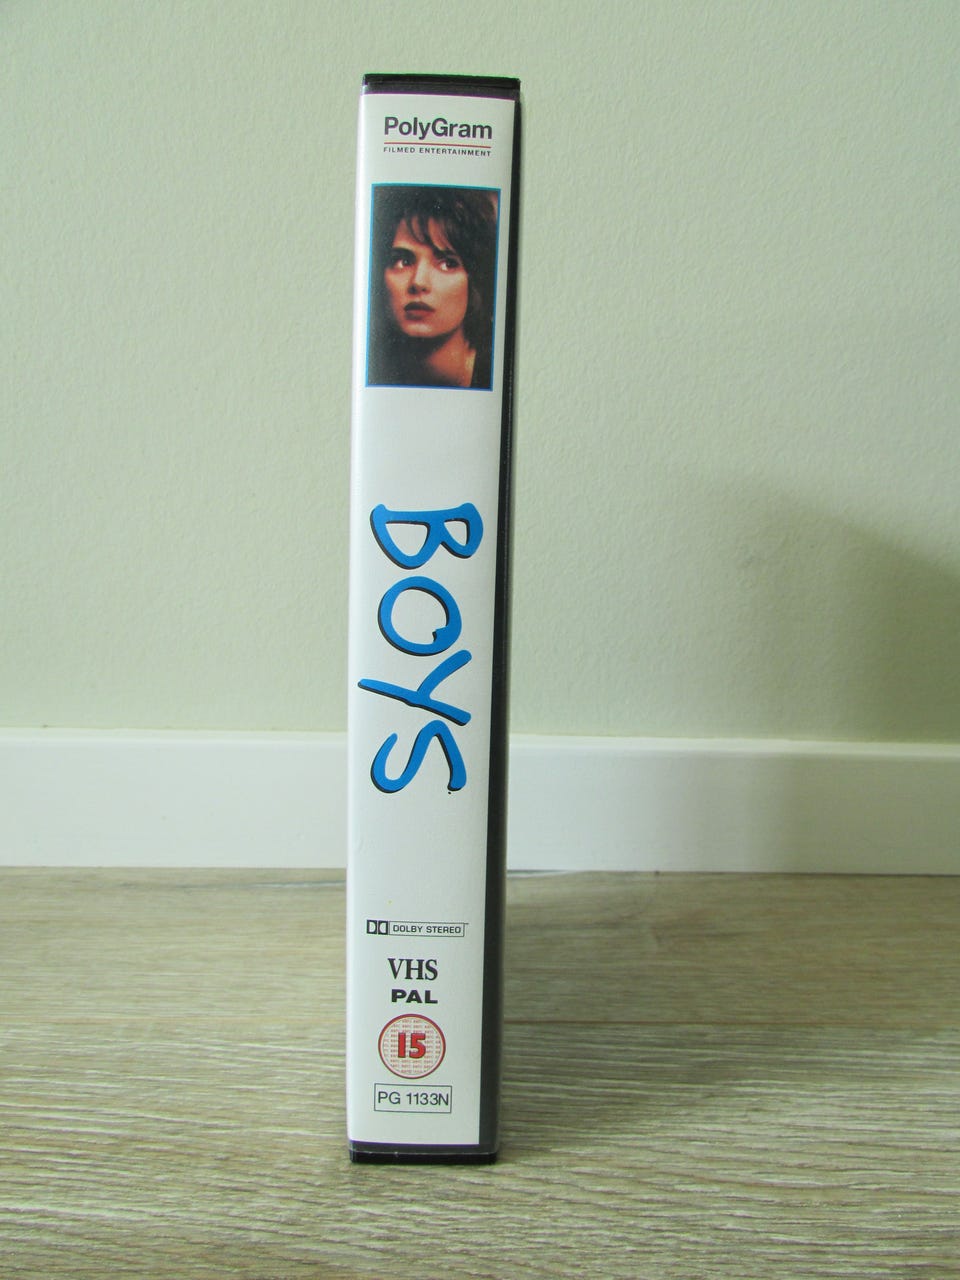 PolyGram
FILMED ENTERTAINMENT
BOYS
DOLBY STEREO
VHS
PAL
15
PG 1133N